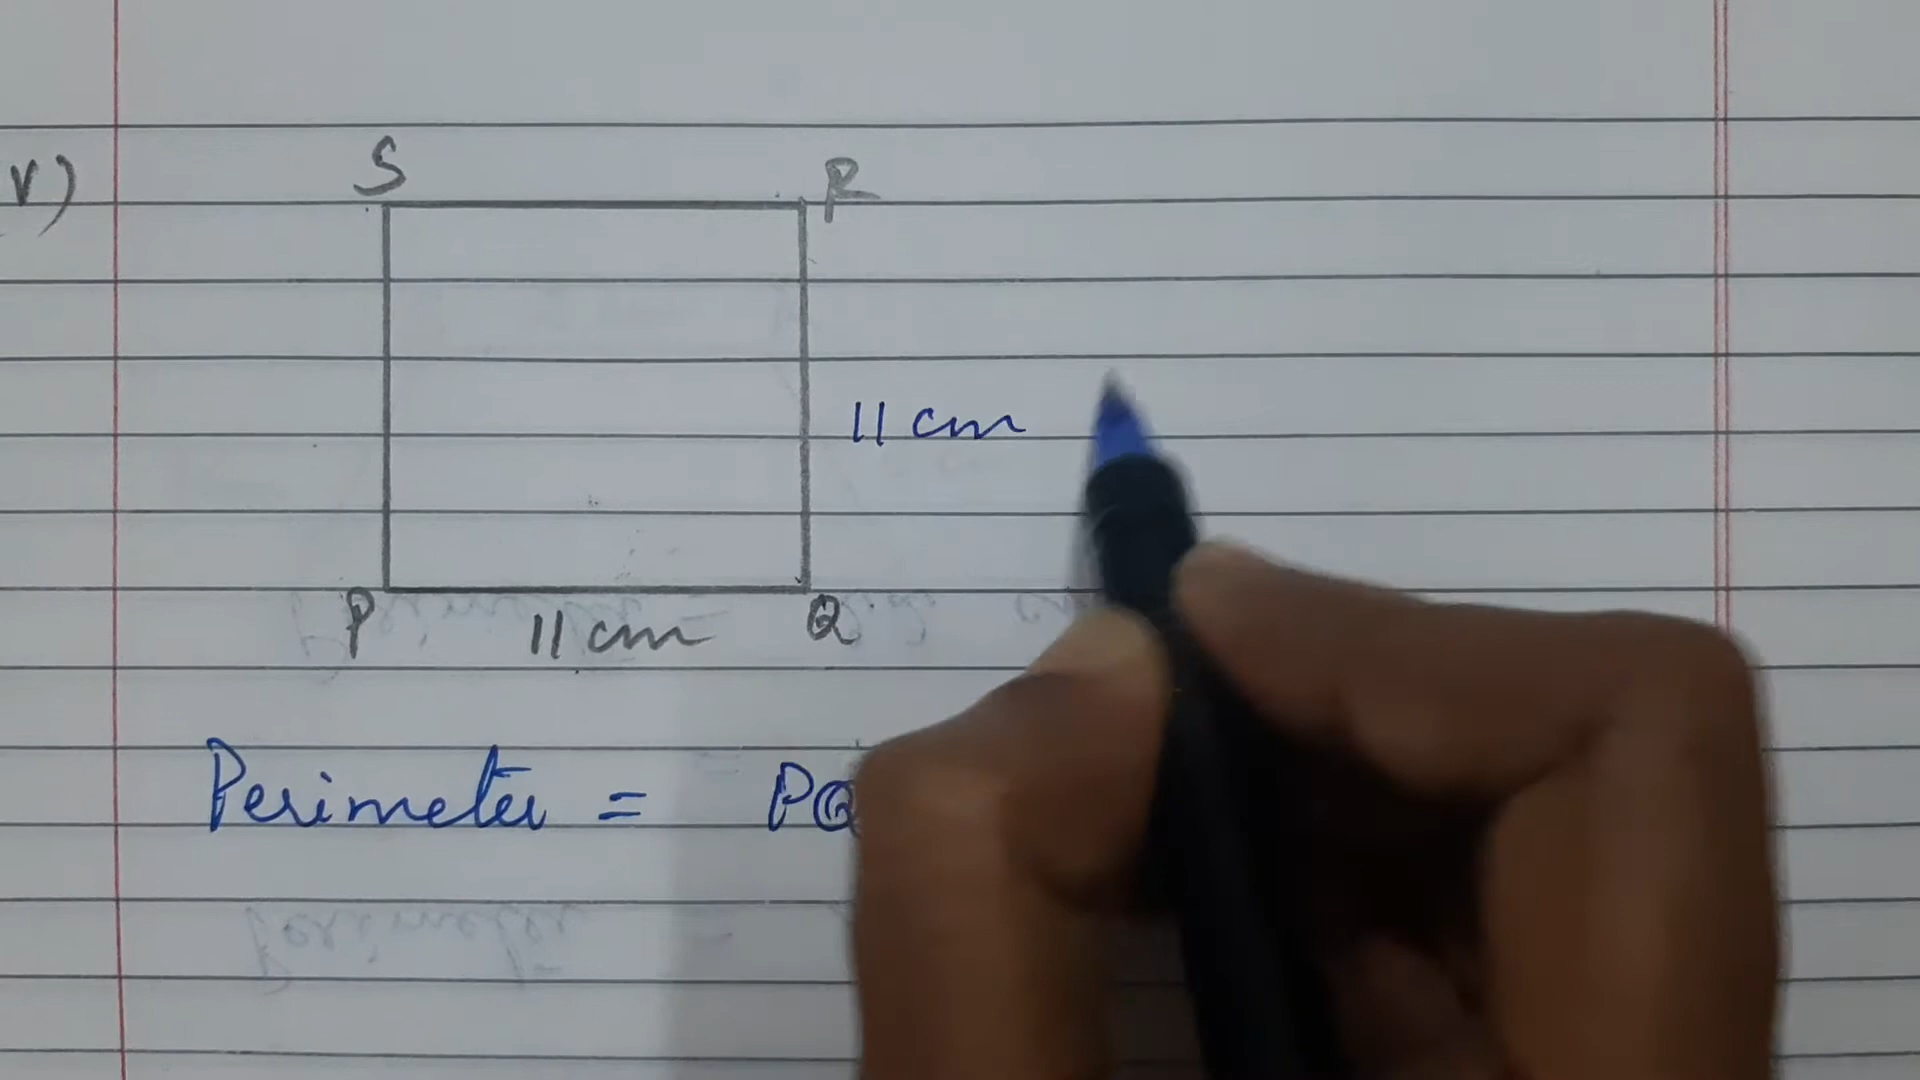 V)
S R
11 cm
P 11 cm Q
Perimeter = PQ